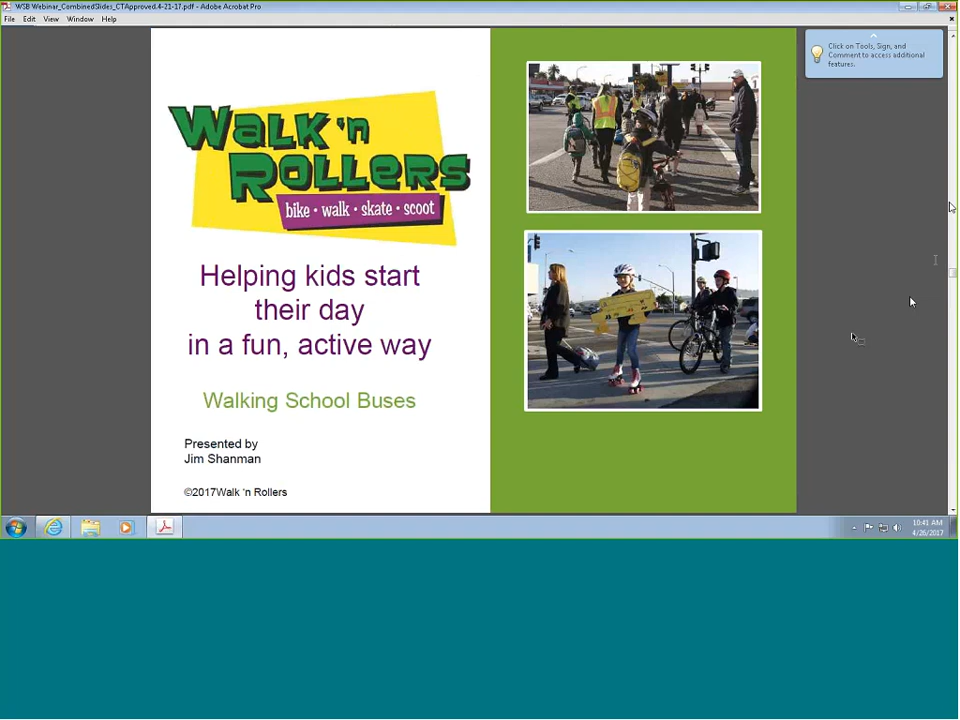 WSB Webinar_CombinedSlides_CTApproved.4-21-17.pdf - Adobe Acrobat Pro
File Edit View Window Help
Click on Tools, Sign, and
Comment to access additional
features.
Walk 'n
Rollers
bike • walk • skate • scoot
Helping kids start
their day
in a fun, active way
Walking School Buses
Presented by
Jim Shanman
©2017Walk 'n Rollers
10:41 AM
4/26/2017